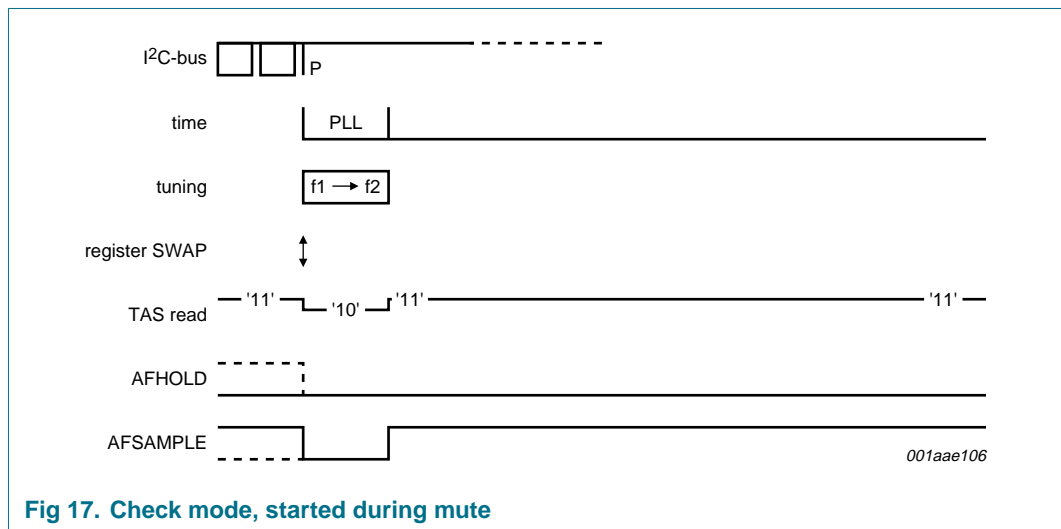 I2C-bus
P
time
PLL
tuning
f1 → f2
register SWAP
TAS read
'11'
'10'
'11'
'11'
AFHOLD
AFSAMPLE
001aae106
Fig 17. Check mode, started during mute